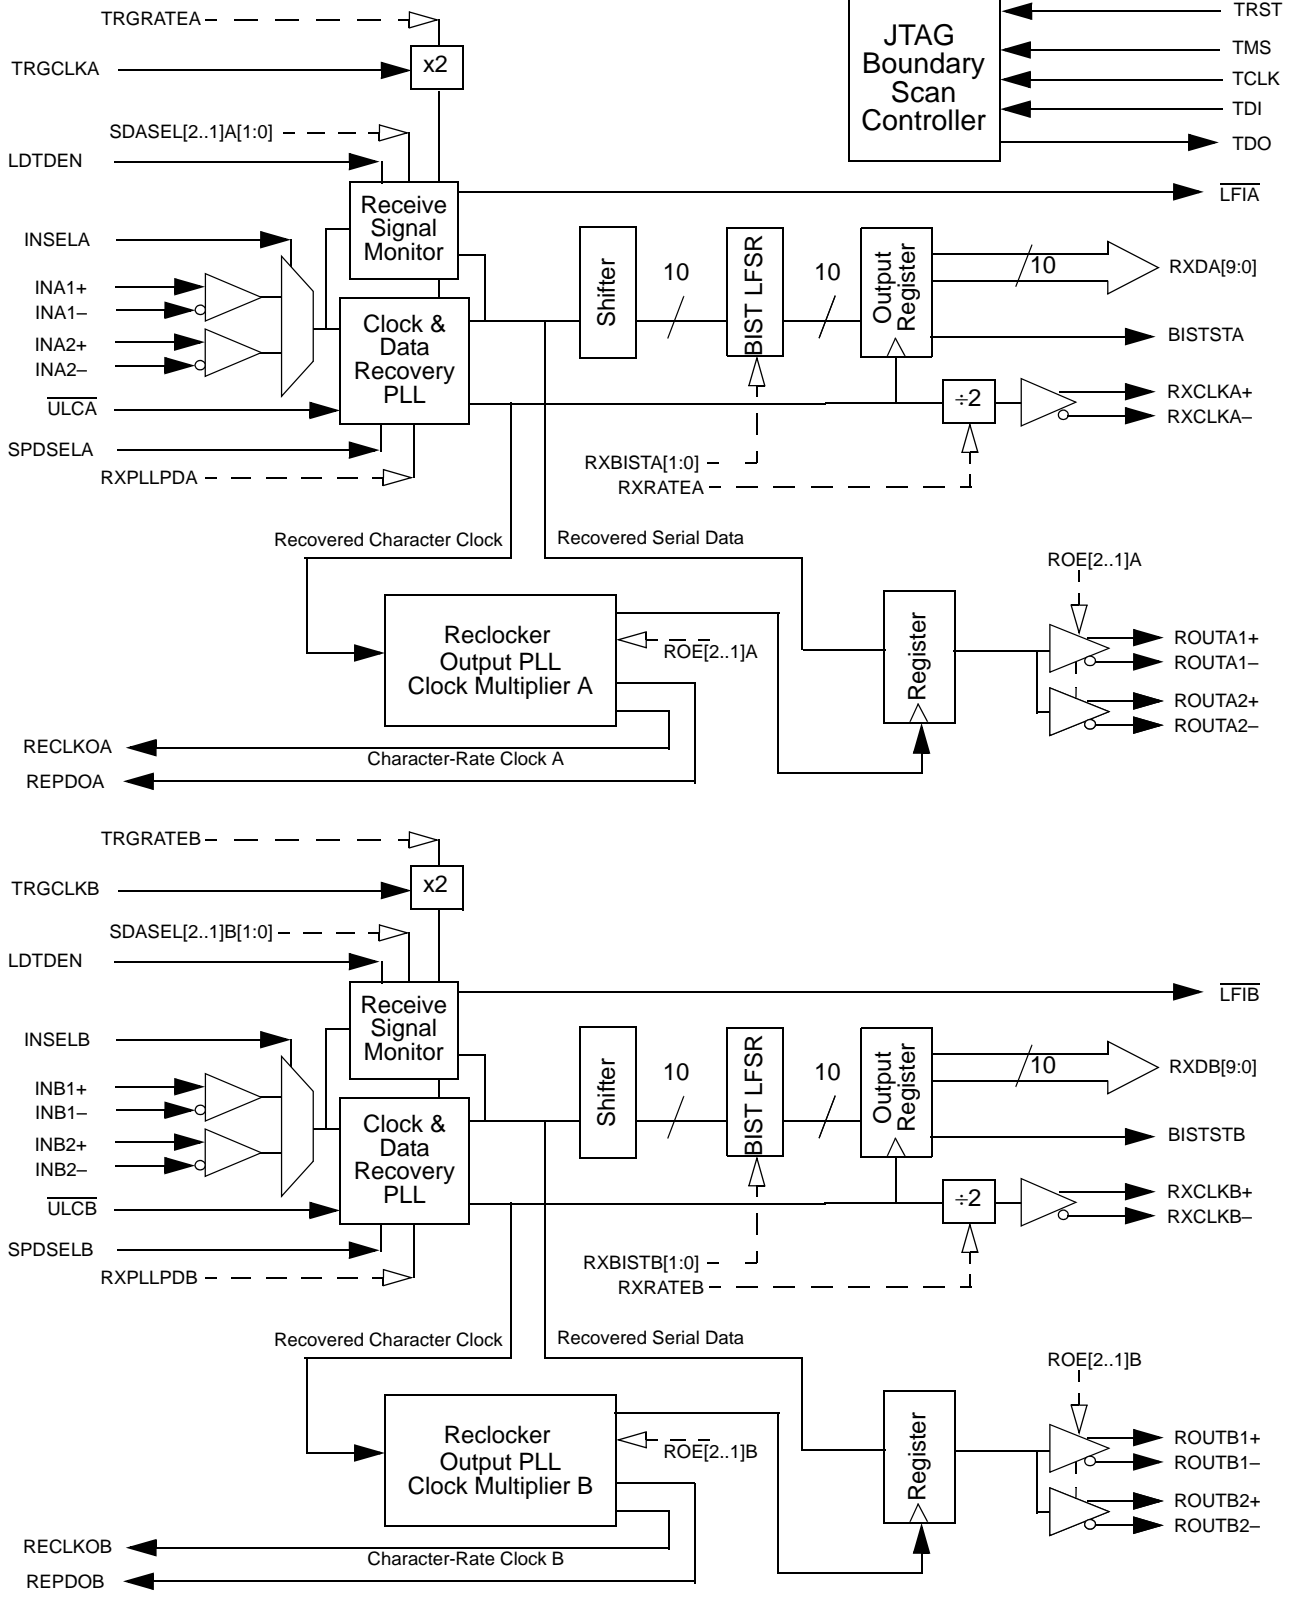 TRGRATEA
TRGCLKA
x2
SDASEL[2..1]A[1:0]
LDTDEN
JTAG
Boundary
Scan
Controller
TRST
TMS
TCLK
TDI
TDO
LFIA
Receive
Signal
Monitor
INSELA
INA1+
INA1–
INA2+
INA2–
ULCA
SPDSELA
RXPLLPDA
Clock &
Data
Recovery
PLL
Shifter
10
BIST LFSR
10
Output
Register
10
RXDA[9:0]
BISTSTA
÷2
RXCLKA+
RXCLKA–
RXBISTA[1:0]
RXRATEA
Recovered Character Clock
Recovered Serial Data
Reclocker
Output PLL
Clock Multiplier A
ROE[2..1]A
Register
ROE[2..1]A
ROUTA1+
ROUTA1–
ROUTA2+
ROUTA2–
RECLKOA
Character-Rate Clock A
REPDOA
TRGRATEB
TRGCLKB
x2
SDASEL[2..1]B[1:0]
LDTDEN
LFIB
Receive
Signal
Monitor
INSELB
INB1+
INB1–
INB2+
INB2–
ULCB
SPDSELB
RXPLLPDB
Clock &
Data
Recovery
PLL
Shifter
10
BIST LFSR
10
Output
Register
10
RXDB[9:0]
BISTSTB
÷2
RXCLKB+
RXCLKB–
RXBISTB[1:0]
RXRATEB
Recovered Character Clock
Recovered Serial Data
Reclocker
Output PLL
Clock Multiplier B
ROE[2..1]B
Register
ROE[2..1]B
ROUTB1+
ROUTB1–
ROUTB2+
ROUTB2–
RECLKOB
Character-Rate Clock B
REPDOB